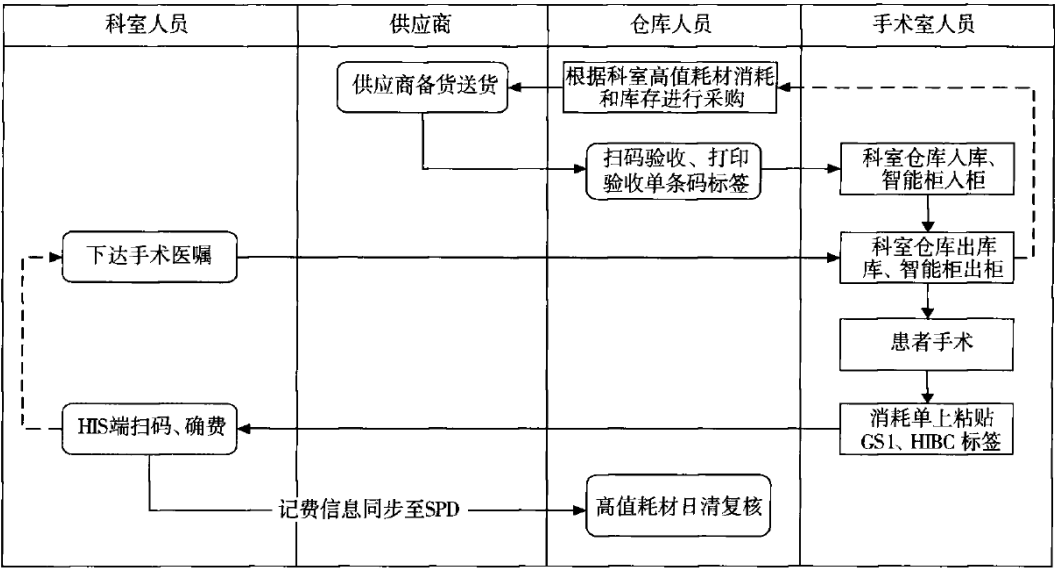 科室人员
供应商
仓库人员
手术室人员
供应商备货送货
根据科室高值耗材消耗
和库存进行采购
扫码验收、打印
验收单条码标签
科室仓库入库、
智能柜入柜
下达手术医嘱
科室仓库出库
库、智能柜出柜
患者手术
HIS端扫码、确费
消耗单上粘贴
GS1、HIBC 标签
记费信息同步至SPD
高值耗材日清复核